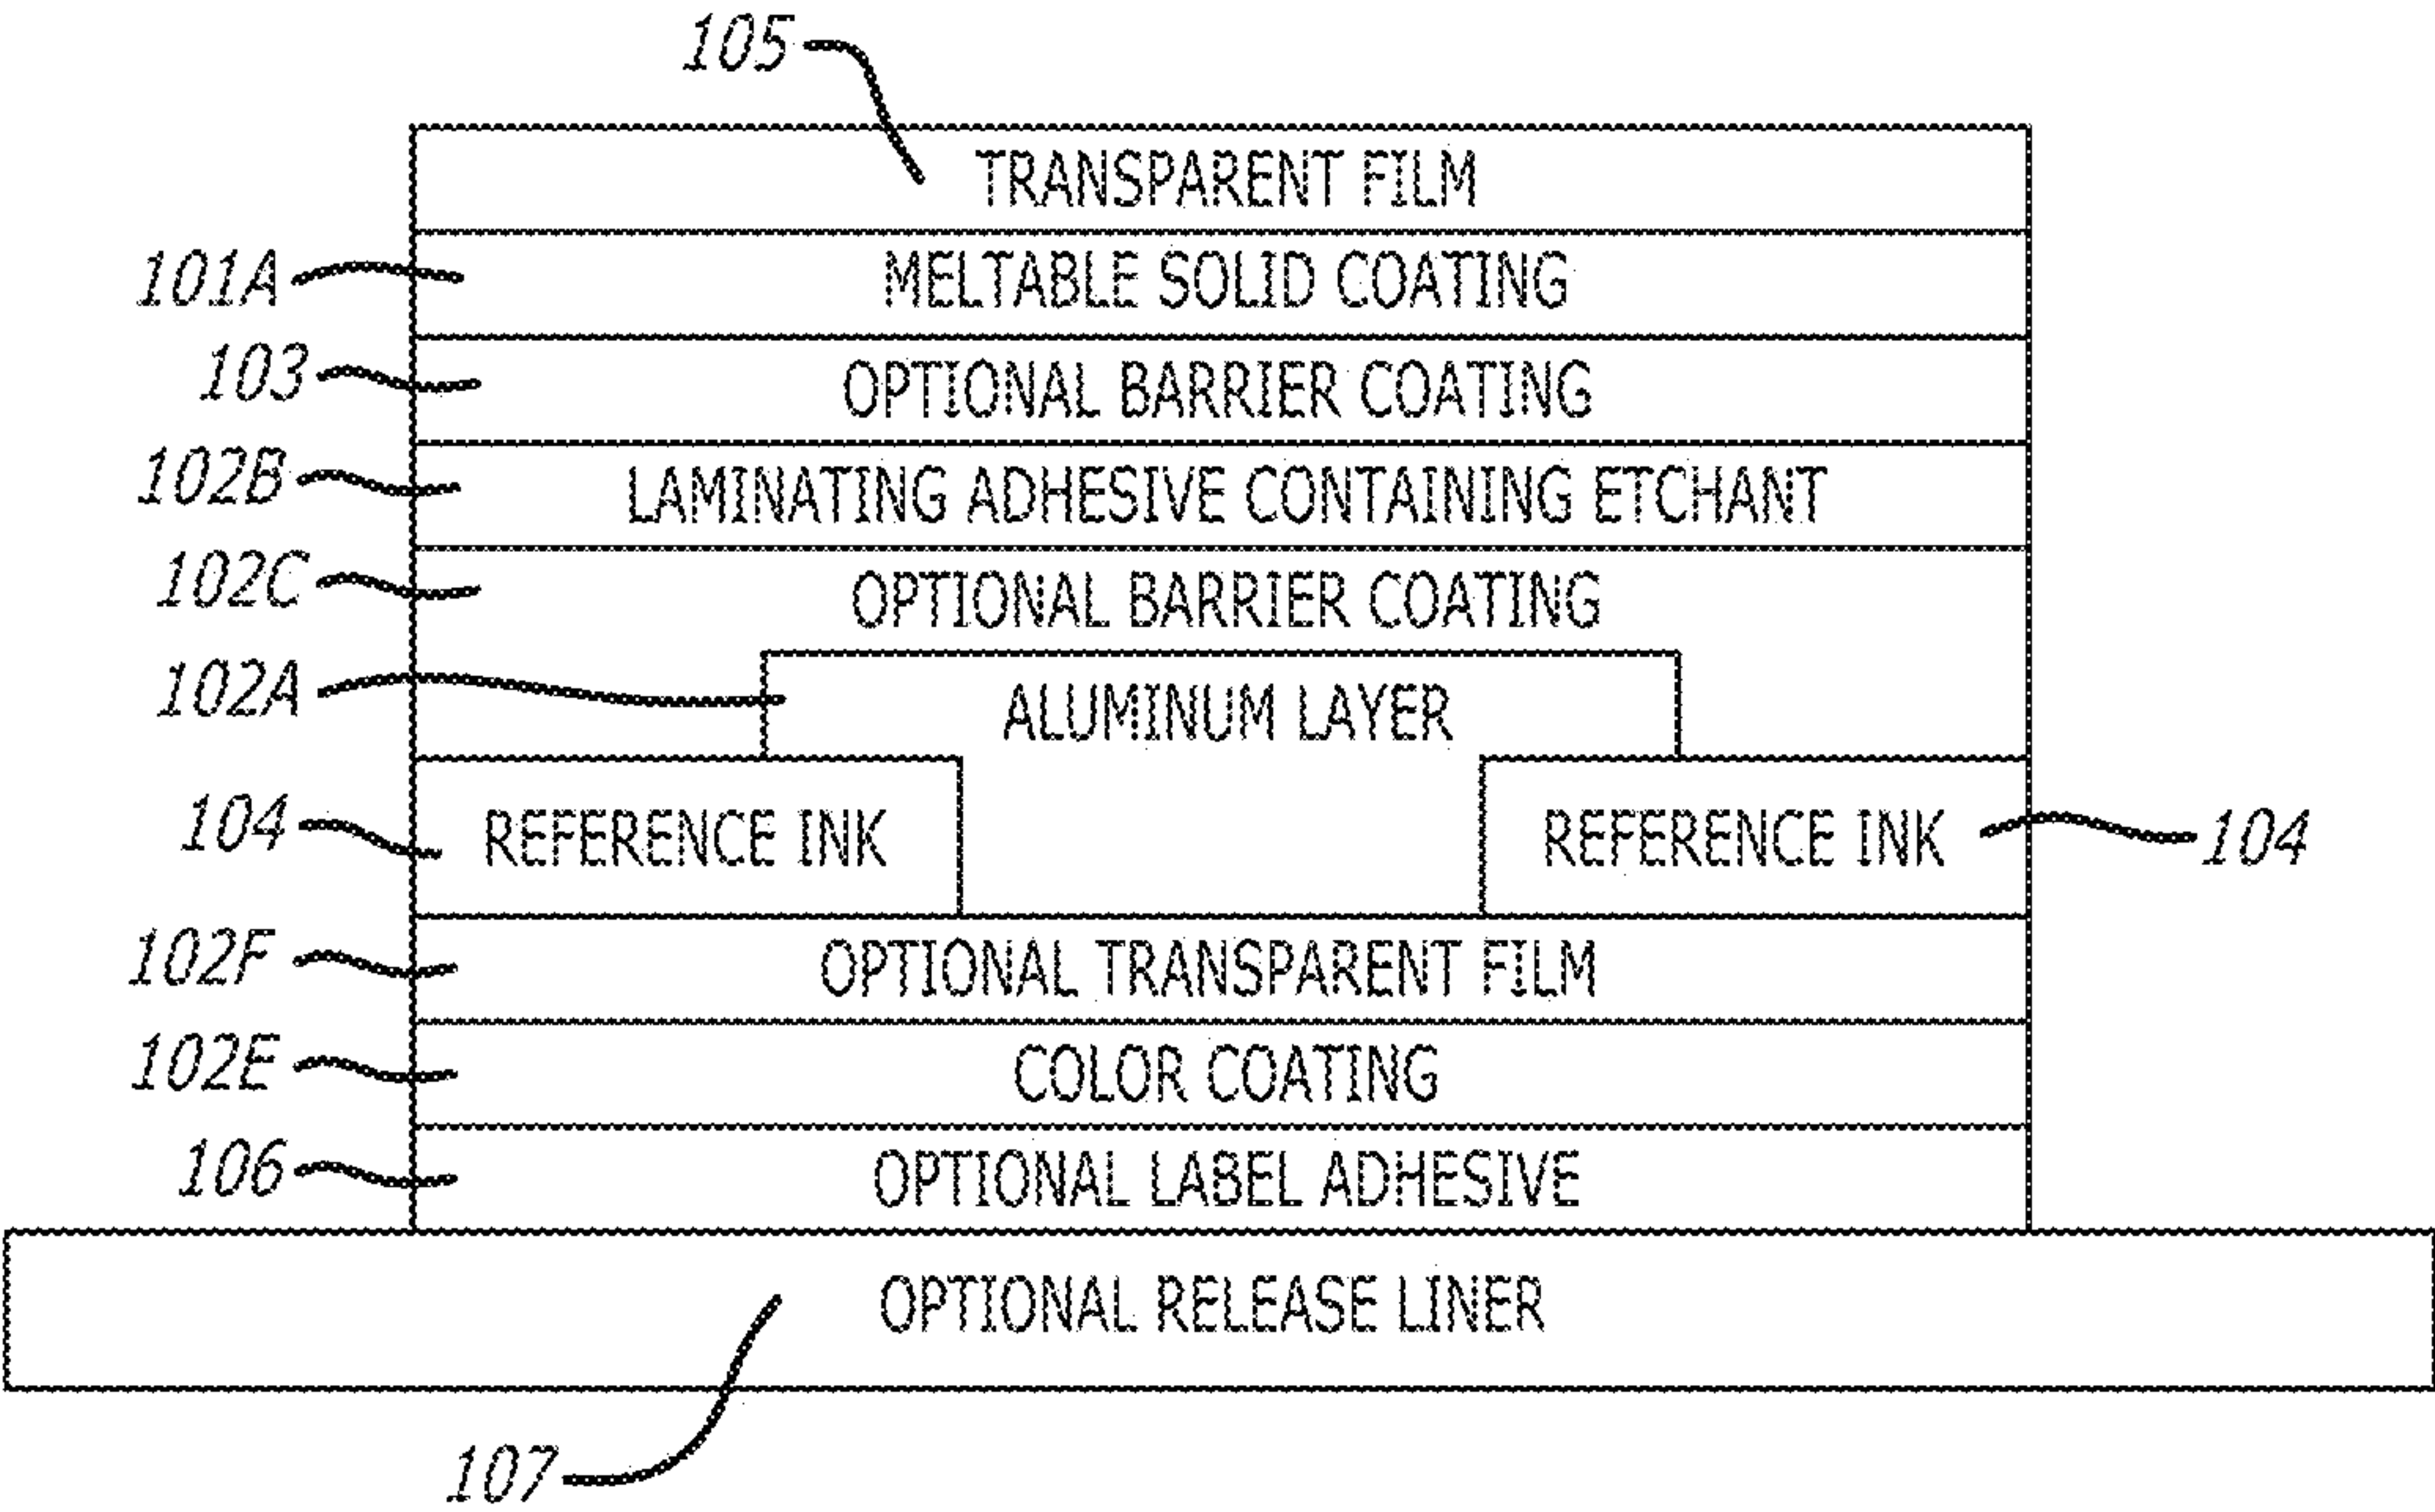 105
TRANSPARENT FILM
101A
MELTABLE SOLID COATING
103
OPTIONAL BARRIER COATING
102B
LAMINATING ADHESIVE CONTAINING ETCHANT
102C
OPTIONAL BARRIER COATING
102A
ALUMINUM LAYER
104
REFERENCE INK
REFERENCE INK
104
102F
OPTIONAL TRANSPARENT FILM
102E
COLOR COATING
106
OPTIONAL LABEL ADHESIVE
OPTIONAL RELEASE LINER
107